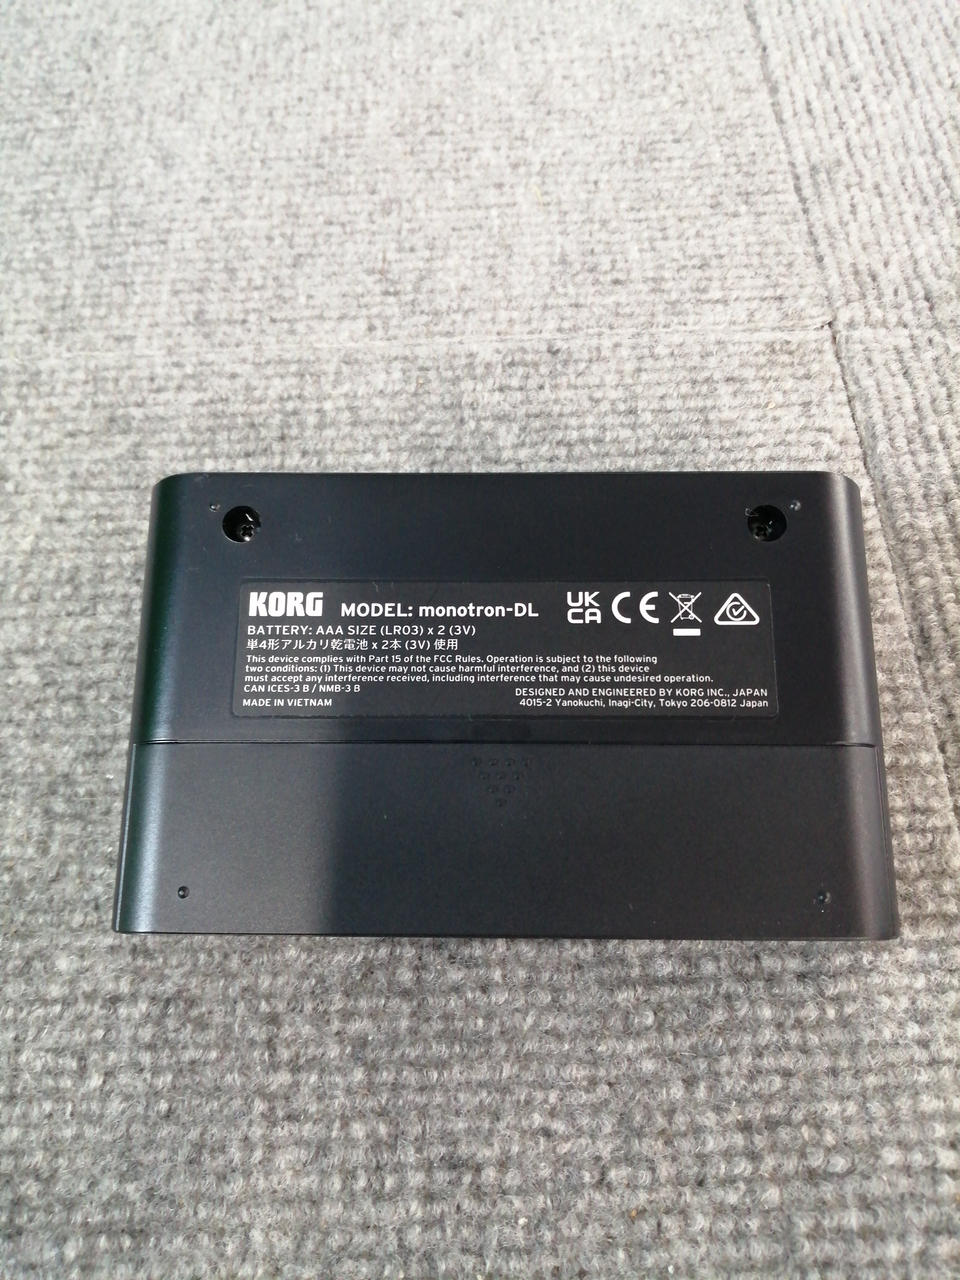 KORG MODEL: monotron-DL UK CA CE
BATTERY: AAA SIZE (LR03) x 2 (3V)
単4形アルカリ乾電池 x 2本 (3V) 使用
This device complies with Part 15 of the FCC Rules. Operation is subject to the following
two conditions: (1) This device may not cause harmful interference, and (2) this device
must accept any interference received, including interference that may cause undesired operation.
CAN ICES-3 B / NMB-3 B
DESIGNED AND ENGINEERED BY KORG INC., JAPAN
MADE IN VIETNAM
4015-2 Yanokuchi, Inagi-City, Tokyo 206-0812 Japan